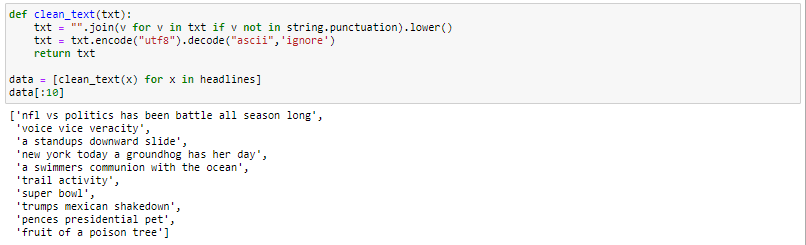 def clean_text(txt):
    txt = "".join(v for v in txt if v not in string.punctuation).lower()
    txt = txt.encode("utf8").decode("ascii",'ignore')
    return txt
data = [clean_text(x) for x in headlines]
data[:10]
['nfl vs politics has been battle all season long',
 'voice vice veracity',
 'a standups downward slide',
 'new york today a groundhog has her day',
 'a swimmers communion with the ocean',
 'trail activity',
 'super bowl',
 'trumps mexican shakedown',
 'pences presidential pet',
 'fruit of a poison tree']